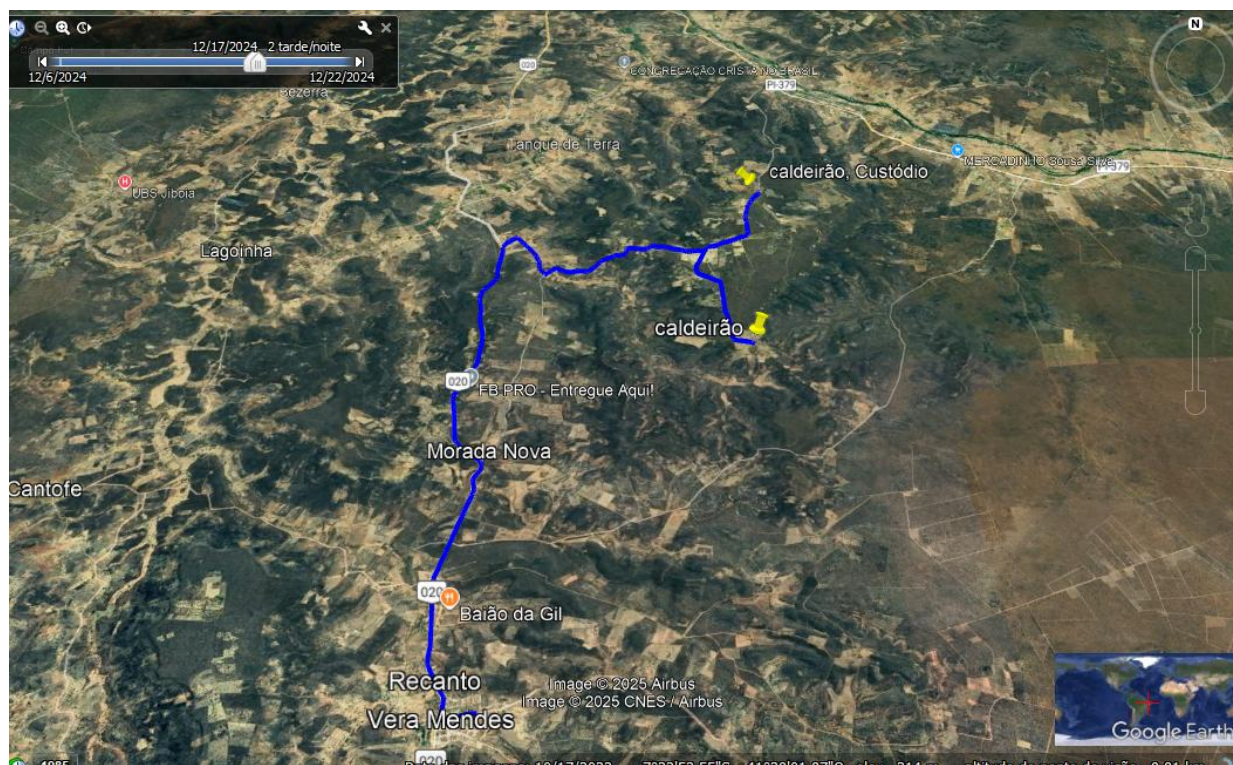 12/17/2024 2 tarde/noite
12/6/2024
12/22/2024
N
020
CONGREGAÇÃO CRISTÃ NO BRASIL
PI-379
Bezerra
Tanque de Terra
MERCADINHO Sousa Silva
PI-379
caldeirão, Custódio
UBS Jiboia
Lagoinha
caldeirão
020
FB PRO - Entregue Aqui!
Morada Nova
Cantofe
020
Baião da Gil
Recanto
Image © 2025 Airbus
Image © 2025 CNES / Airbus
Vera Mendes
Google Earth
020
1985